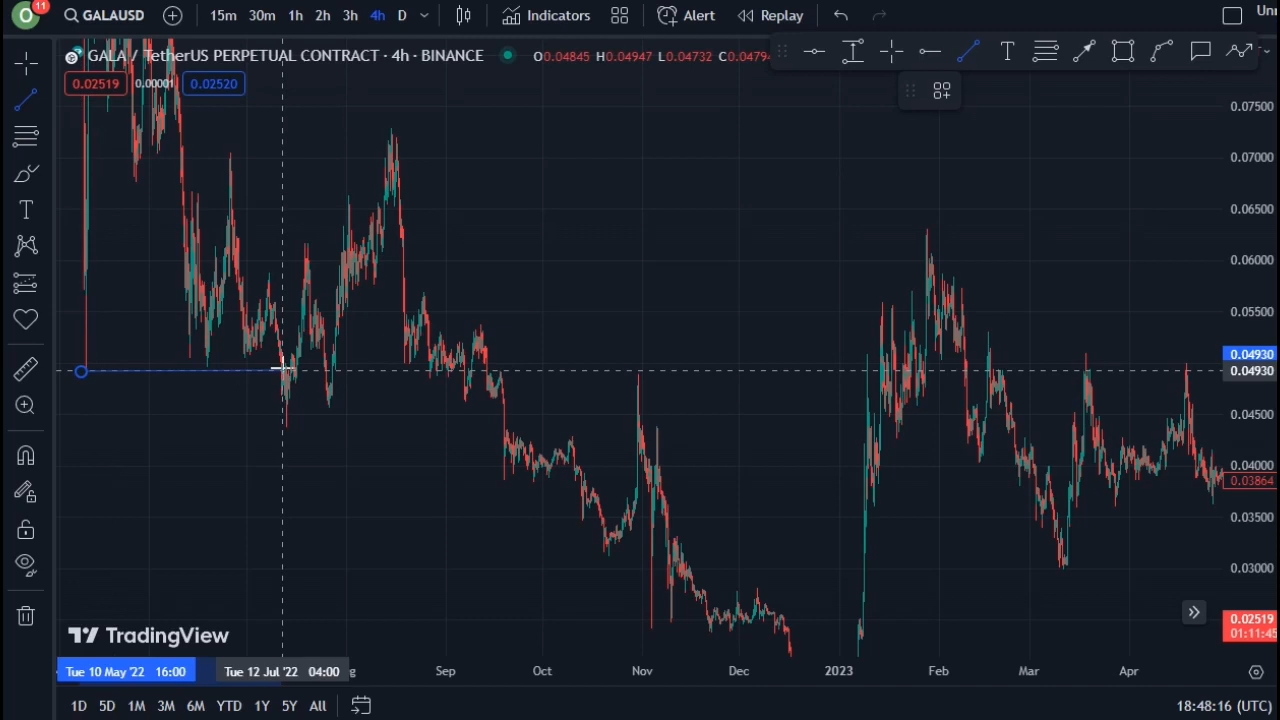 O 11 GALAUSD 15m 30m 1h 2h 3h 4h D Indicators Alert Replay
GALA / TetherUS PERPETUAL CONTRACT · 4h · BINANCE O0.04845 H0.04947 L0.04732
0.02519 0.00001 0.02520
T
T
0.07500
0.07000
0.06500
0.06000
0.05500
0.04930
0.04930
0.04500
0.04000
0.03864
0.03500
0.03000
0.02519
01:11:45
TradingView
Tue 10 May '22 16:00 Tue 12 Jul '22 04:00 Sep Oct Nov Dec 2023 Feb Mar Apr
1D 5D 1M 3M 6M YTD 1Y 5Y All 18:48:16 (UTC)